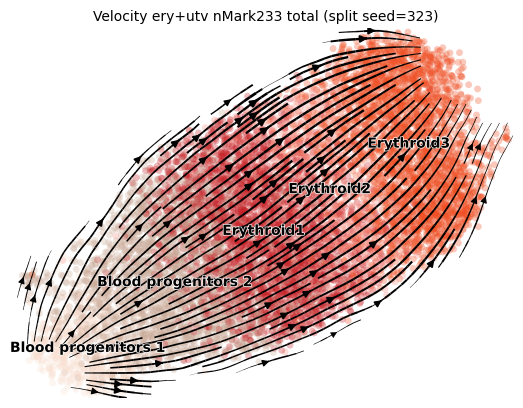 Velocity ery+utv nMark233 total (split seed=323)
Erythroid3
Erythroid2
Erythroid1
Blood progenitors 2
Blood progenitors 1